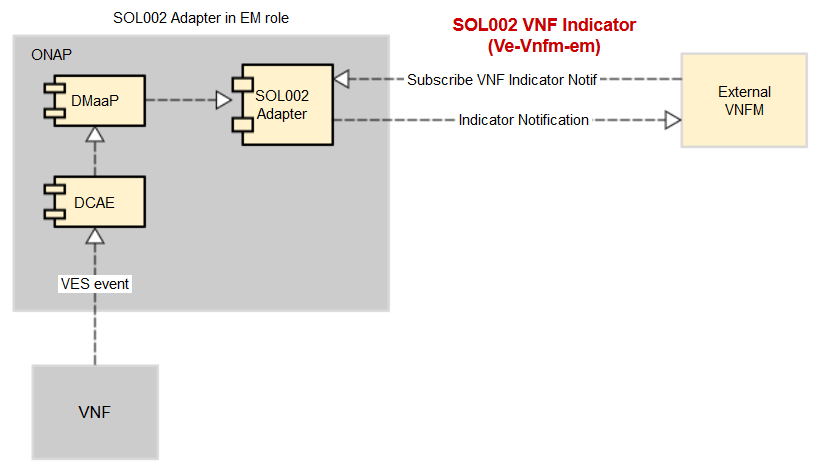 SOL002 Adapter in EM role
SOL002 VNF Indicator
(Ve-Vnfm-em)
ONAP
DMaaP
SOL002
Adapter
Subscribe VNF Indicator Notif
Indicator Notification
External
VNFM
DCAE
VES event
VNF